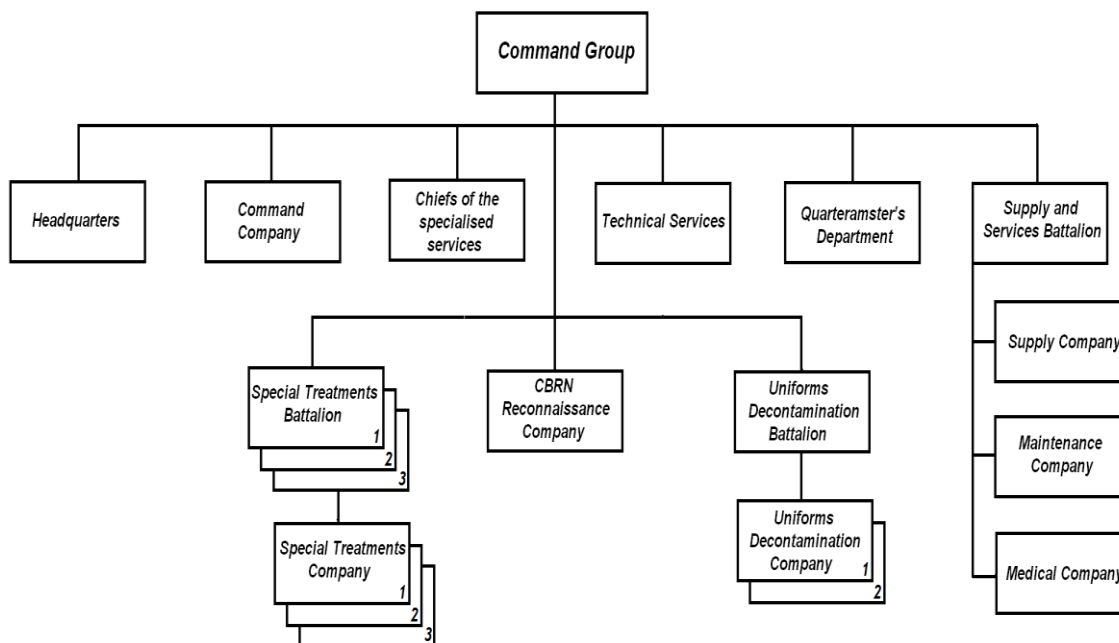 Command Group
Headquarters
Command
Company
Chiefs of the
specialised
services
Technical Services
Quarteramster's
Department
Supply and
Services Battalion
Supply Company
Maintenance
Company
Medical Company
Special Treatments
Battalion
1
2
3
CBRN
Reconnaissance
Company
Uniforms
Decontamination
Battalion
Special Treatments
Company
1
2
3
Uniforms
Decontamination
Company
1
2